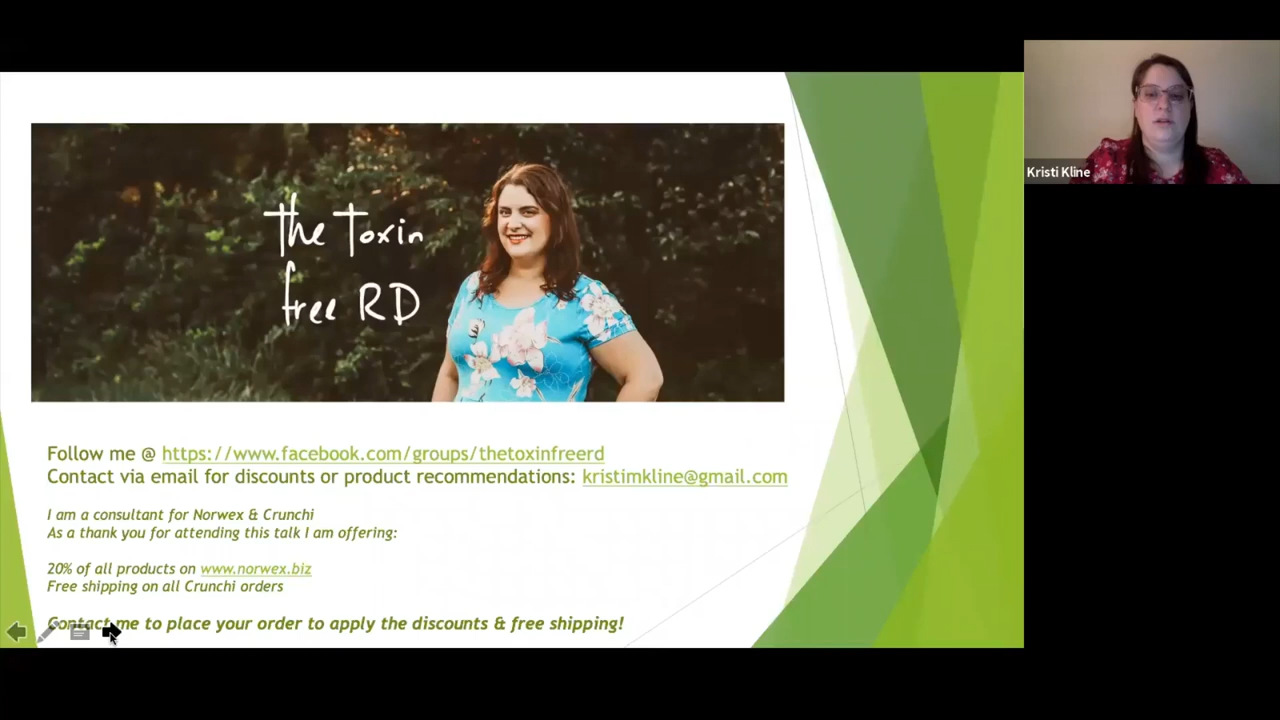 the Toxin
free RD
Kristi Kline
Follow me @ https://www.facebook.com/groups/thetoxinfreerd
Contact via email for discounts or product recommendations: kristimkline@gmail.com
I am a consultant for Norwex & Crunchi
As a thank you for attending this talk I am offering:
20% of all products on www.norwex.biz
Free shipping on all Crunchi orders
Contact me to place your order to apply the discounts & free shipping!